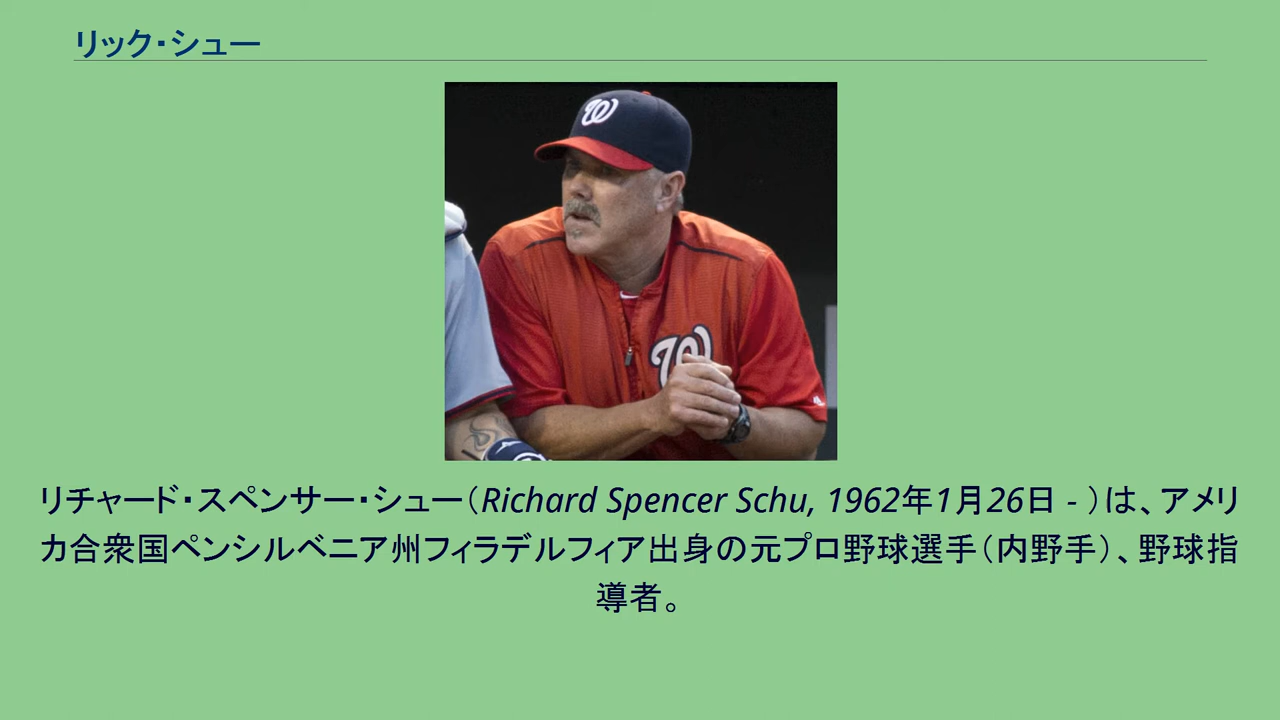 リック・シュー
W
W
リチャード・スペンサー・シュー（Richard Spencer Schu, 1962年1月26日 - ）は、アメリ
カ合衆国ペンシルベニア州フィラデルフィア出身の元プロ野球選手（内野手）、野球指
導者。